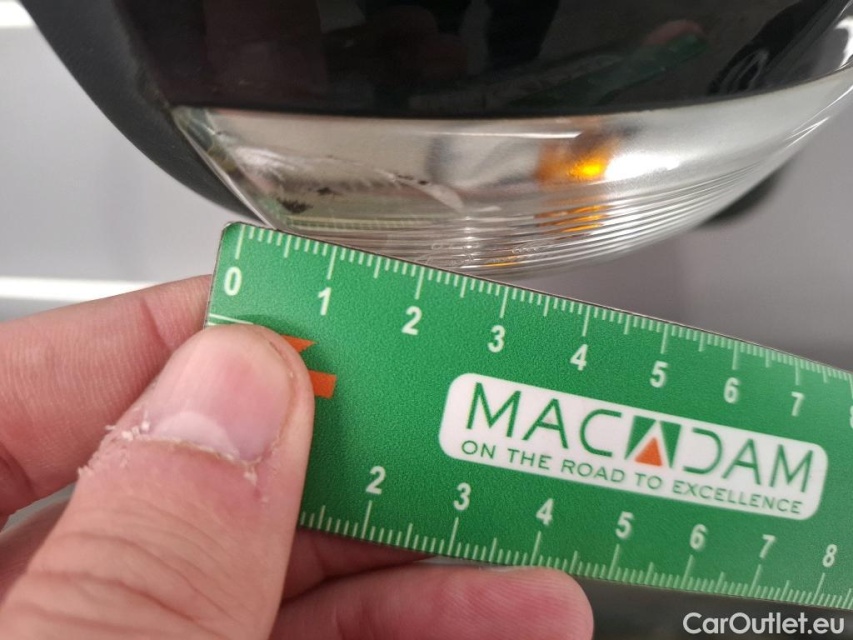 0 1 2 3 4 5 6 7
MACADAM
ON THE ROAD TO EXCELLENCE
2 3 4 5 6 7 8
CarOutlet.eu